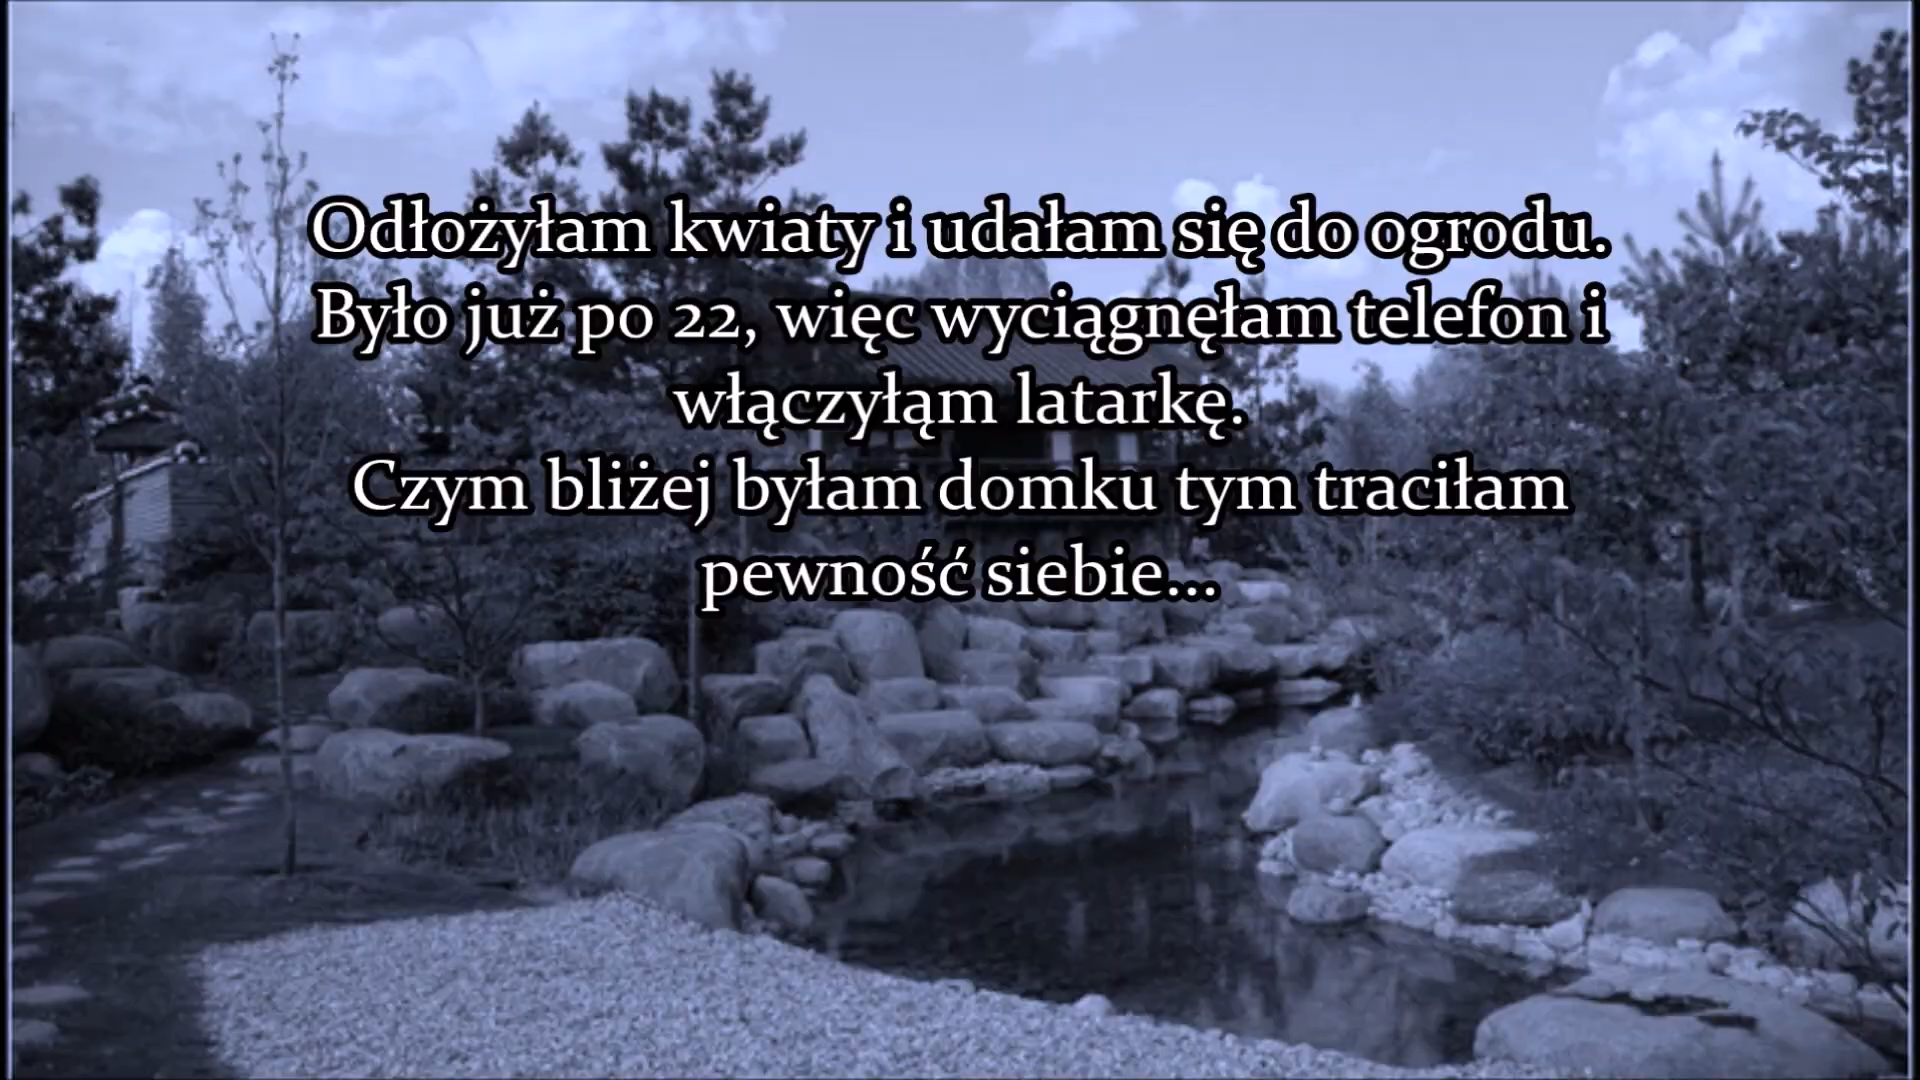 Odłożyłam kwiaty i udałam się do ogrodu.
Było już po 22, więc wyciągnęłam telefon i
włączyłąm latarkę.
Czym bliżej byłam domku tym traciłam
pewność siebie...